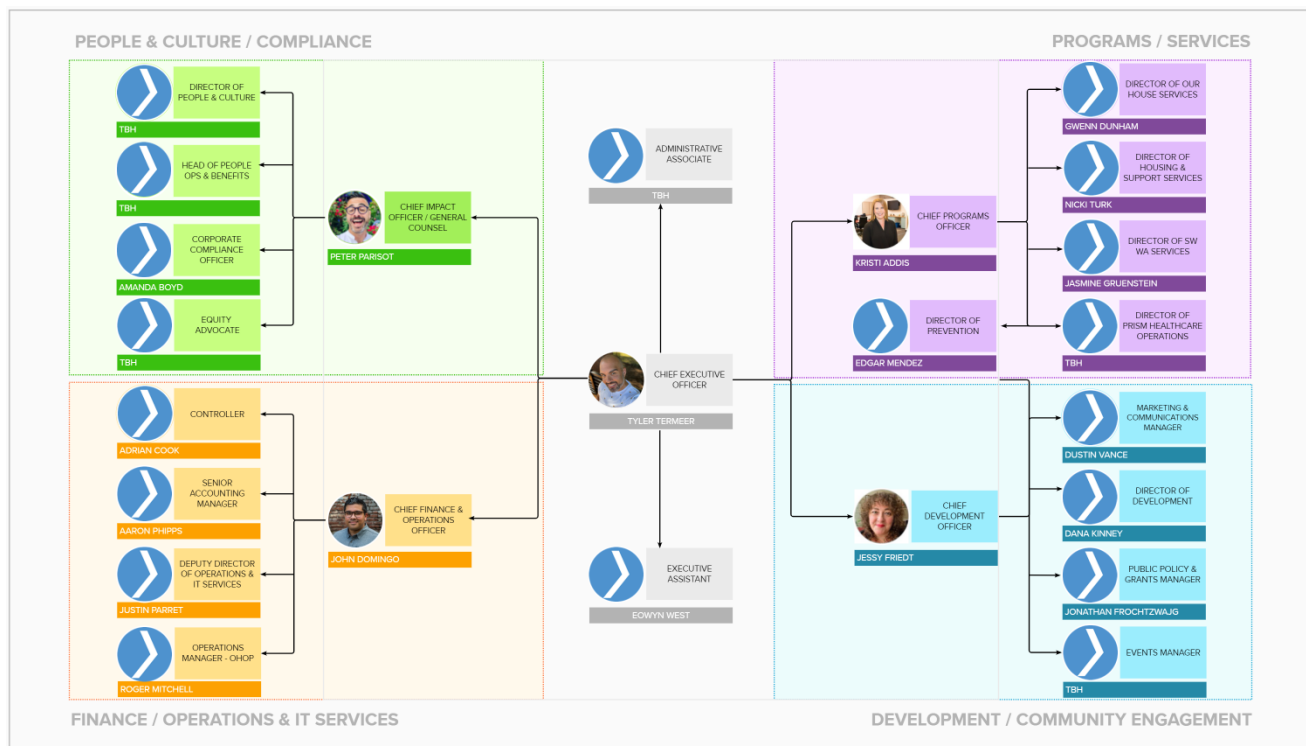 PEOPLE & CULTURE / COMPLIANCE
DIRECTOR OF
PEOPLE & CULTURE
TBH
HEAD OF PEOPLE
OPS & BENEFITS
TBH
CORPORATE
COMPLIANCE
OFFICER
AMANDA BOYD
EQUITY
ADVOCATE
TBH
CHIEF IMPACT
OFFICER / GENERAL
COUNSEL
PETER PARISOT
ADMINISTRATIVE
ASSOCIATE
TBH
CHIEF EXECUTIVE
OFFICER
TYLER TERMEER
EXECUTIVE
ASSISTANT
EOWYN WEST
PROGRAMS / SERVICES
CHIEF PROGRAMS
OFFICER
KRISTI ADDIS
DIRECTOR OF
PREVENTION
EDGAR MENDEZ
DIRECTOR OF OUR
HOUSE SERVICES
GWENN DUNHAM
DIRECTOR OF
HOUSING &
SUPPORT SERVICES
NICKI TURK
DIRECTOR OF SW
WA SERVICES
JASMINE GRUENSTEIN
DIRECTOR OF
PRISM HEALTHCARE
OPERATIONS
TBH
CONTROLLER
ADRIAN COOK
SENIOR
ACCOUNTING
MANAGER
AARON PHIPPS
DEPUTY DIRECTOR
OF OPERATIONS &
IT SERVICES
JUSTIN PARRET
OPERATIONS
MANAGER - OHOP
ROGER MITCHELL
CHIEF FINANCE &
OPERATIONS
OFFICER
JOHN DOMINGO
FINANCE / OPERATIONS & IT SERVICES
CHIEF
DEVELOPMENT
OFFICER
JESSY FRIEDT
MARKETING &
COMMUNICATIONS
MANAGER
DUSTIN VANCE
DIRECTOR OF
DEVELOPMENT
DANA KINNEY
PUBLIC POLICY &
GRANTS MANAGER
JONATHAN FROCHTZWAJG
EVENTS MANAGER
TBH
DEVELOPMENT / COMMUNITY ENGAGEMENT